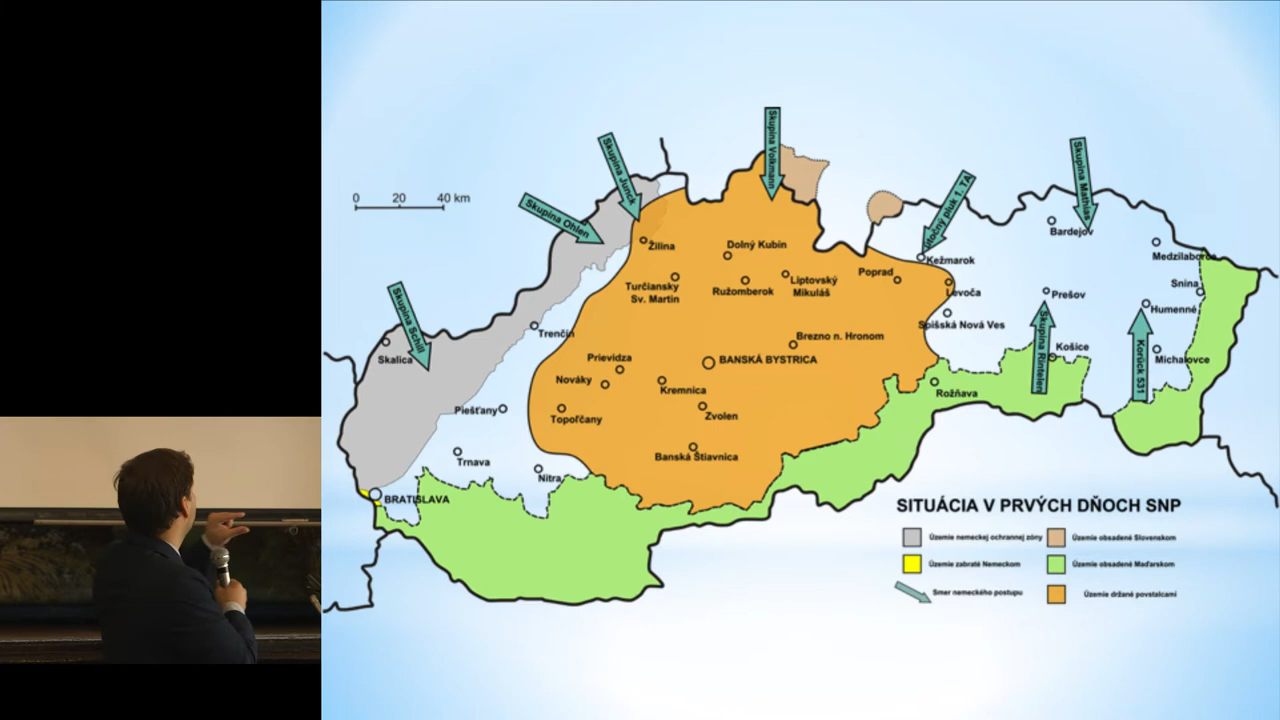 0 20 40 km
Skupina Schill
Skupina Ohlen
Skupina Junck
Skupina Volkmann
Útočný pluk 1. TA
Skupina Mathias
Skupina Rintelen
Korück 531
Žilina
Dolný Kubín
Turčiansky
Sv. Martin
Ružomberok
Liptovský
Mikuláš
Poprad
Kežmarok
Levoča
Spišská Nová Ves
Bardejov
Medzilaborce
Snina
Prešov
Humenné
Košice
Michalovce
Rožňava
Trenčín
Skalica
Prievidza
Nováky
Brezno n. Hronom
BANSKÁ BYSTRICA
Kremnica
Zvolen
Topoľčany
Piešťany
Banská Štiavnica
Trnava
Nitra
BRATISLAVA
SITUÁCIA V PRVÝCH DŇOCH SNP
Územie nemeckej ochrannej zóny
Územie obsadené Slovenskom
Územie zabraté Nemeckom
Územie obsadené Maďarskom
Smer nemeckého postupu
Územie držané povstalcami